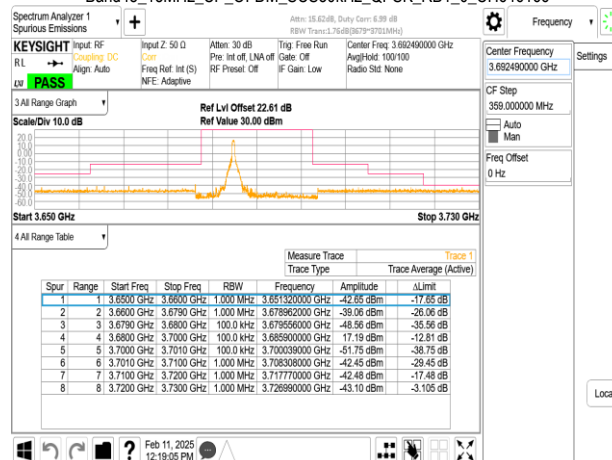 Spectrum Analyzer 1
Spurious Emissions
Attn: 15.62dB, Duty Corr: 6.99 dB
RBW Trans:1.76dB(3679~3701MHz)
Frequency
Settings
KEYSIGHT
RL
PASS
Input: RF
Coupling: DC
Align: Auto
Input Z: 50 Ω
Corr
Freq Ref: Int (S)
NFE: Adaptive
Atten: 30 dB
Pre: Int off, LNA off
RF Presel: Off
Trig: Free Run
Gate: Off
IF Gain: Low
Center Freq: 3.692490000 GHz
Avg|Hold: 100/100
Radio Std: None
Center Frequency
3.692490000 GHz
CF Step
359.000000 MHz
Auto
Man
Freq Offset
0 Hz
3 All Range Graph
Scale/Div 10.0 dB
Ref Lvl Offset 22.61 dB
Ref Value 30.00 dBm
20.0
10.0
0.00
-10.0
-20.0
-30.0
-40.0
-50.0
-60.0
Start 3.650 GHz
Stop 3.730 GHz
4 All Range Table
Measure Trace Trace 1
Trace Type Trace Average (Active)
Spur Range Start Freq Stop Freq RBW Frequency Amplitude ΔLimit
1 1 3.6500 GHz 3.6600 GHz 1.000 MHz 3.651320000 GHz -42.65 dBm -17.65 dB
2 2 3.6600 GHz 3.6790 GHz 1.000 MHz 3.678962000 GHz -39.06 dBm -26.06 dB
3 3 3.6790 GHz 3.6800 GHz 100.0 kHz 3.679556000 GHz -48.56 dBm -35.56 dB
4 4 3.6800 GHz 3.7000 GHz 100.0 kHz 3.685900000 GHz 17.19 dBm -12.81 dB
5 5 3.7000 GHz 3.7010 GHz 100.0 kHz 3.700039000 GHz -51.75 dBm -38.75 dB
6 6 3.7010 GHz 3.7100 GHz 1.000 MHz 3.708308000 GHz -42.45 dBm -29.45 dB
7 7 3.7100 GHz 3.7200 GHz 1.000 MHz 3.717770000 GHz -42.48 dBm -17.48 dB
8 8 3.7200 GHz 3.7300 GHz 1.000 MHz 3.726990000 GHz -43.10 dBm -3.105 dB
Loca
Feb 11, 2025
12:19:05 PM